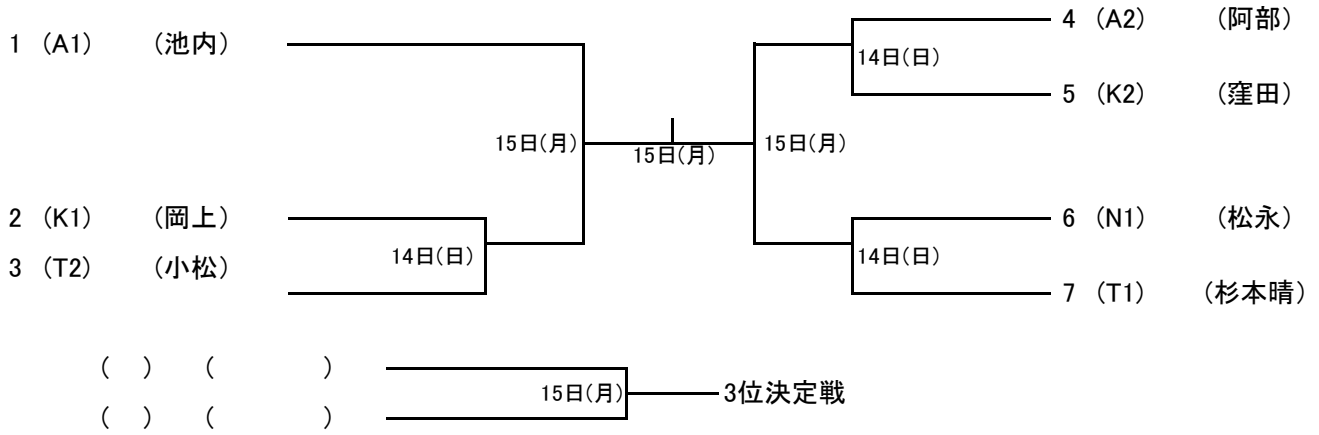 1 （A1） （池内）
15日(月)
2 （K1） （岡上）
14日(日)
3 （T2） （小松）
15日(月)
4 （A2） （阿部）
14日(日)
5 （K2） （窪田）
15日(月)
6 （N1） （松永）
14日(日)
7 （T1） （杉本晴）
（ ） （ ）
15日(月) 3位決定戦
（ ） （ ）